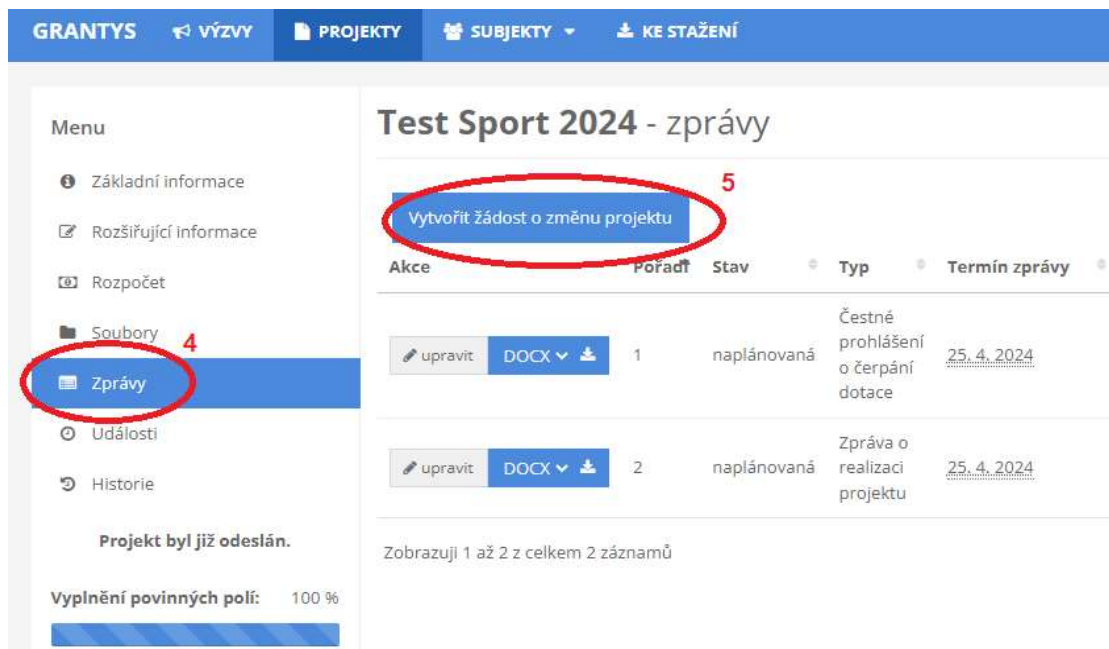 GRANTYS VÝZVY PROJEKTY SUBJEKTY KE STAŽENÍ
Menu
Základní informace
Rozšiřující informace
Rozpočet
Soubory
4
Zprávy
Události
Historie
Projekt byl již odeslán.
Vyplnění povinných polí: 100 %
Test Sport 2024 - zprávy
5
Vytvořit žádost o změnu projektu
Akce Pořadí Stav Typ Termín zprávy
upravit DOCX 1 naplánovaná Čestné prohlášení o čerpání dotace 25. 4. 2024
upravit DOCX 2 naplánovaná Zpráva o realizaci projektu 25. 4. 2024
Zobrazuji 1 až 2 z celkem 2 záznamů